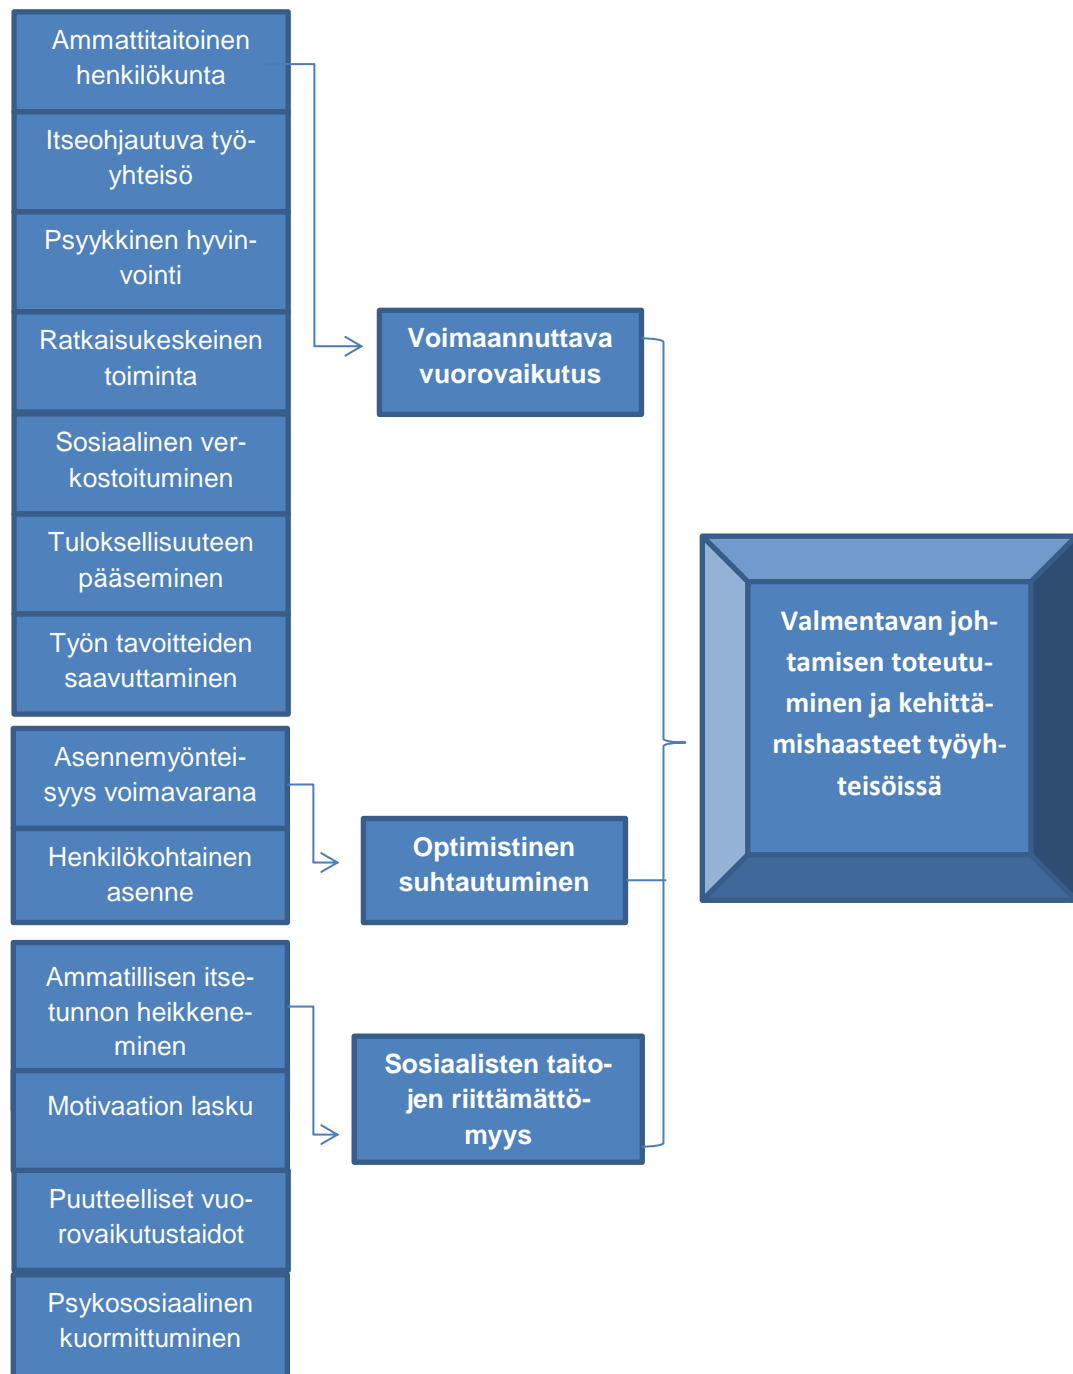 Ammattitaitoinen
henkilökunta
Itseohjautuva työ-
yhteisö
Psyykkinen hyvin-
vointi
Ratkaisukeskeinen
toiminta
Sosiaalinen ver-
kostoituminen
Tuloksellisuuteen
pääseminen
Työn tavoitteiden
saavuttaminen
Asennemyöntei-
syys voimavarana
Henkilökohtainen
asenne
Ammatillisen itse-
tunnon heikkene-
minen
Motivaation lasku
Puutteelliset vuo-
rovaikutustaidot
Psykososiaalinen
kuormittuminen
Voimaannuttava
vuorovaikutus
Optimistinen
suhtautuminen
Sosiaalisten taito-
jen riittämättö-
myys
Valmentavan joh-
tamisen toteutu-
minen ja kehittä-
mishaasteet työyh-
teisöissä